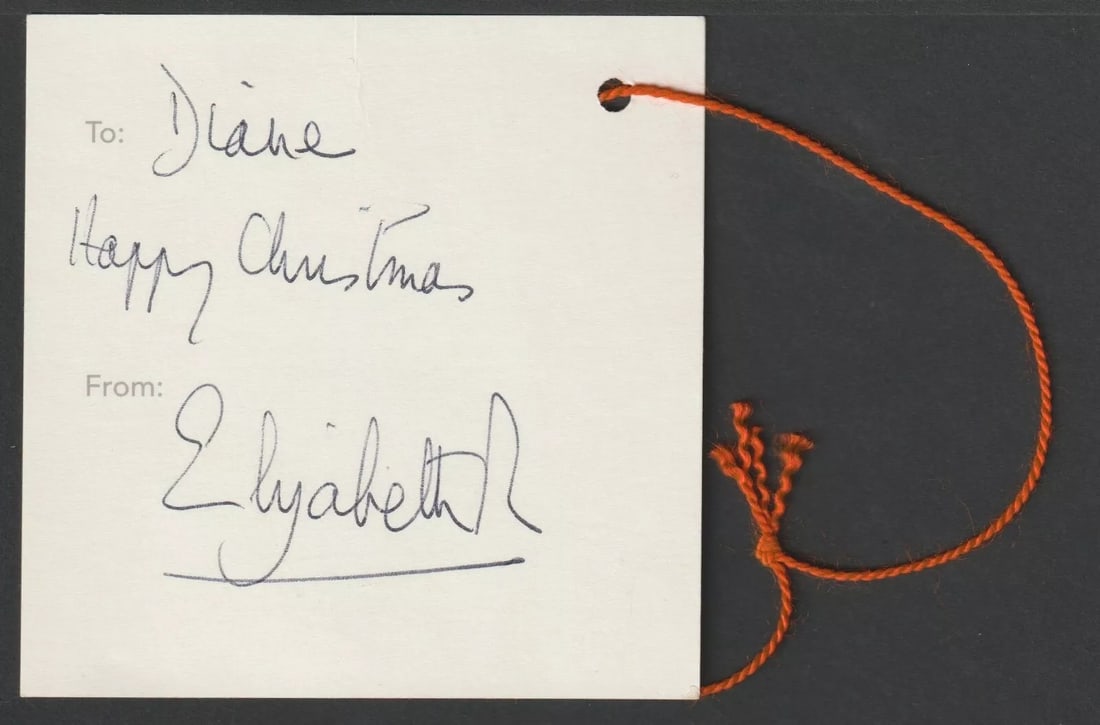 To: Diane
Happy Christmas
From: Elizabeth R